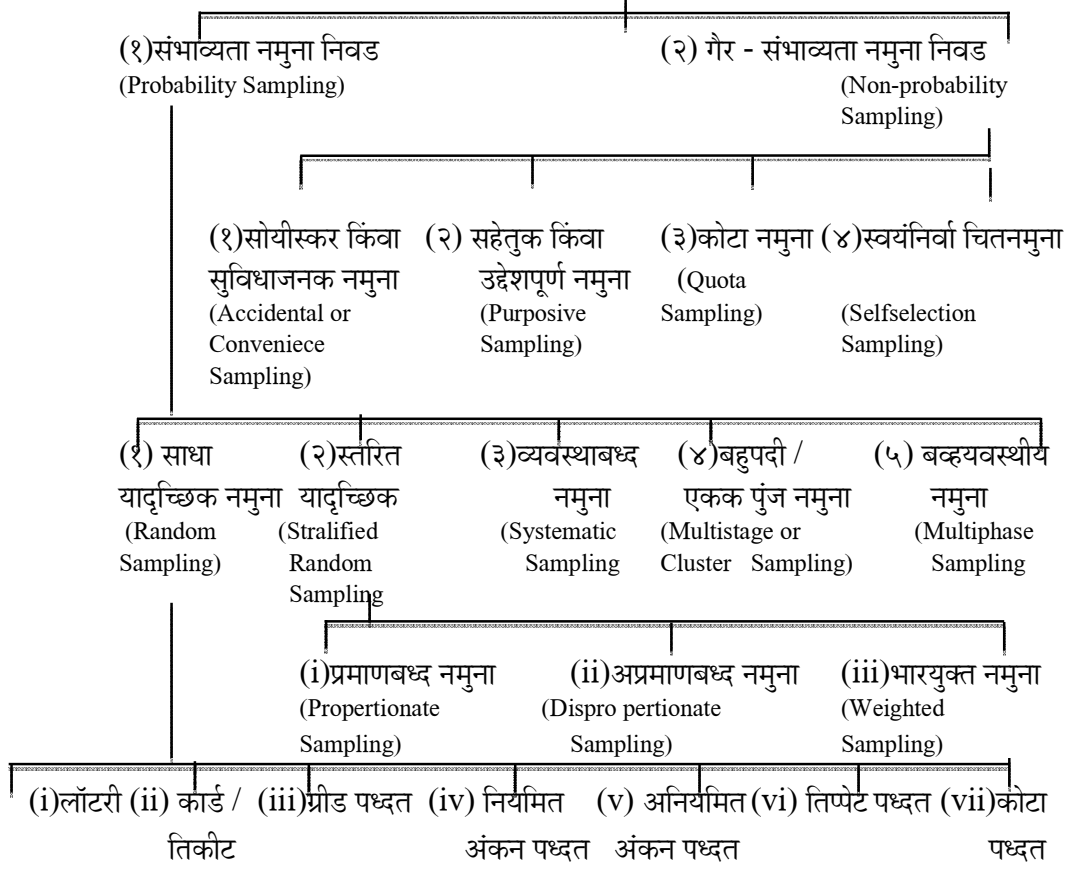 (१)संभाव्यता नमुना निवड (२) गैर - संभाव्यता नमुना निवड
(Probability Sampling) (Non-probability
Sampling)
(१)सोयीस्कर किंवा (२) सहेतुक किंवा (३)कोटा नमुना (४)स्वयंनिर्वा चितनमुना
सुविधाजनक नमुना उद्देशपूर्ण नमुना (Quota
(Accidental or (Purposive Sampling) (Selfselection
Conveniece Sampling) Sampling)
Sampling)
(१) साधा (२)स्तरित (३)व्यवस्थाबध्द (४)बहुपदी / (५) बव्हयवस्थीय
यादृच्छिक नमुना यादृच्छिक नमुना एकक पुंज नमुना नमुना
(Random (Stralified (Systematic (Multistage or (Multiphase
Sampling) Random Sampling Cluster Sampling) Sampling
Sampling
(i)प्रमाणबध्द नमुना (ii)अप्रमाणबध्द नमुना (iii)भारयुक्त नमुना
(Propertionate (Dispro pertionate (Weighted
Sampling) Sampling) Sampling)
(i)लॉटरी (ii) कार्ड / (iii)ग्रीड पध्दत (iv) नियमित (v) अनियमित (vi) तिप्पेट पध्दत (vii)कोटा
तिकीट अंकन पध्दत अंकन पध्दत पध्दत